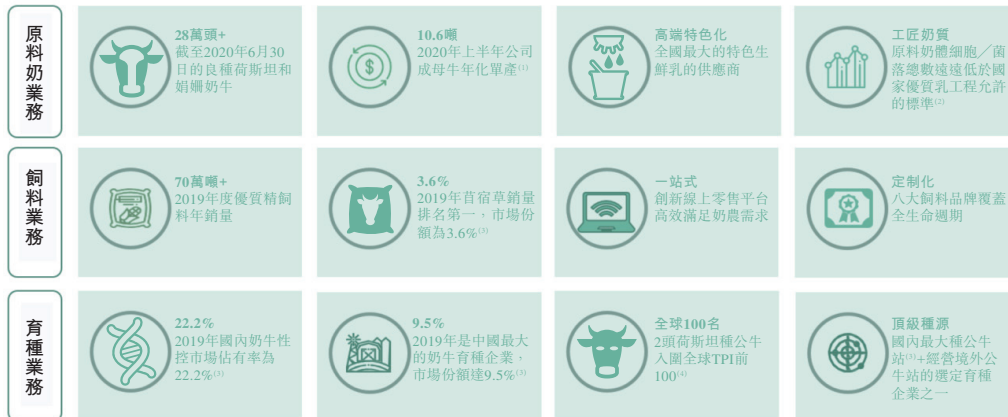 原料奶業務
28萬頭+
截至2020年6月30
日的良種荷斯坦和
娟姍奶牛
10.6噸
2020年上半年公司
成母牛年化單產(1)
高端特色化
全國最大的特色生
鮮乳的供應商
工匠奶質
原料奶體細胞／菌
落總數遠遠低於國
家優質乳工程允許
的標準(2)
飼料業務
70萬噸+
2019年度優質精飼
料年銷量
3.6%
2019年苜宿草銷量
排名第一，市場份
額為3.6%(3)
一站式
創新線上零售平台
高效滿足奶農需求
定制化
八大飼料品牌覆蓋
全生命週期
育種業務
22.2%
2019年國內奶牛性
控市場佔有率為
22.2%(3)
9.5%
2019年是中國最大
的奶牛育種企業，
市場份額達9.5%(3)
全球100名
2頭荷斯坦種公牛
入圍全球TPI前
100(4)
頂級種源
國內最大種公牛
站(3)+經營境外公
牛站的選定育種
企業之一